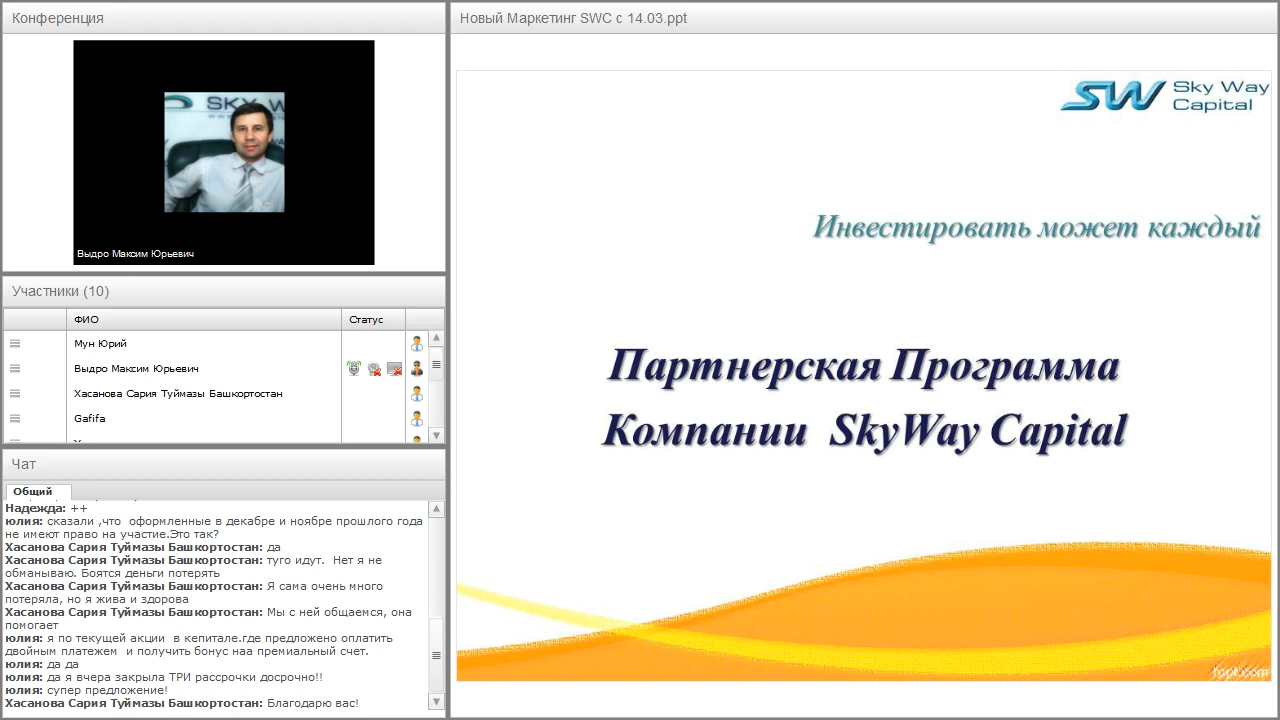 Конференция
SKY W
Выдро Максим Юрьевич
Участники (10)
ФИО
Статус
Мун Юрий
Выдро Максим Юрьевич
Хасанова Сария Туймазы Башкортостан
Gafifa
Чат
Общий
Надежда: ++
юлия: сказали ,что оформленные в декабре и ноябре прошлого года
не имеют право на участие.Это так?
Хасанова Сария Туймазы Башкортостан: да
Хасанова Сария Туймазы Башкортостан: туго идут. Нет я не
обманываю. Боятся деньги потерять
Хасанова Сария Туймазы Башкортостан: Я сама очень много
потеряла, но я жива и здорова
Хасанова Сария Туймазы Башкортостан: Мы с ней общаемся, она
помогает
юлия: я по текущей акции в кепитале.где предложено оплатить
двойным платежем и получить бонус наа премиальный счет.
юлия: да да
юлия: да я вчера закрыла ТРИ рассрочки досрочно!!
юлия: супер предложение!
Хасанова Сария Туймазы Башкортостан: Благодарю вас!
Новый Маркетинг SWC с 14.03.ppt
SW Sky Way
Capital
Инвестировать может каждый
Партнерская Программа
Компании SkyWay Capital
fppt.com